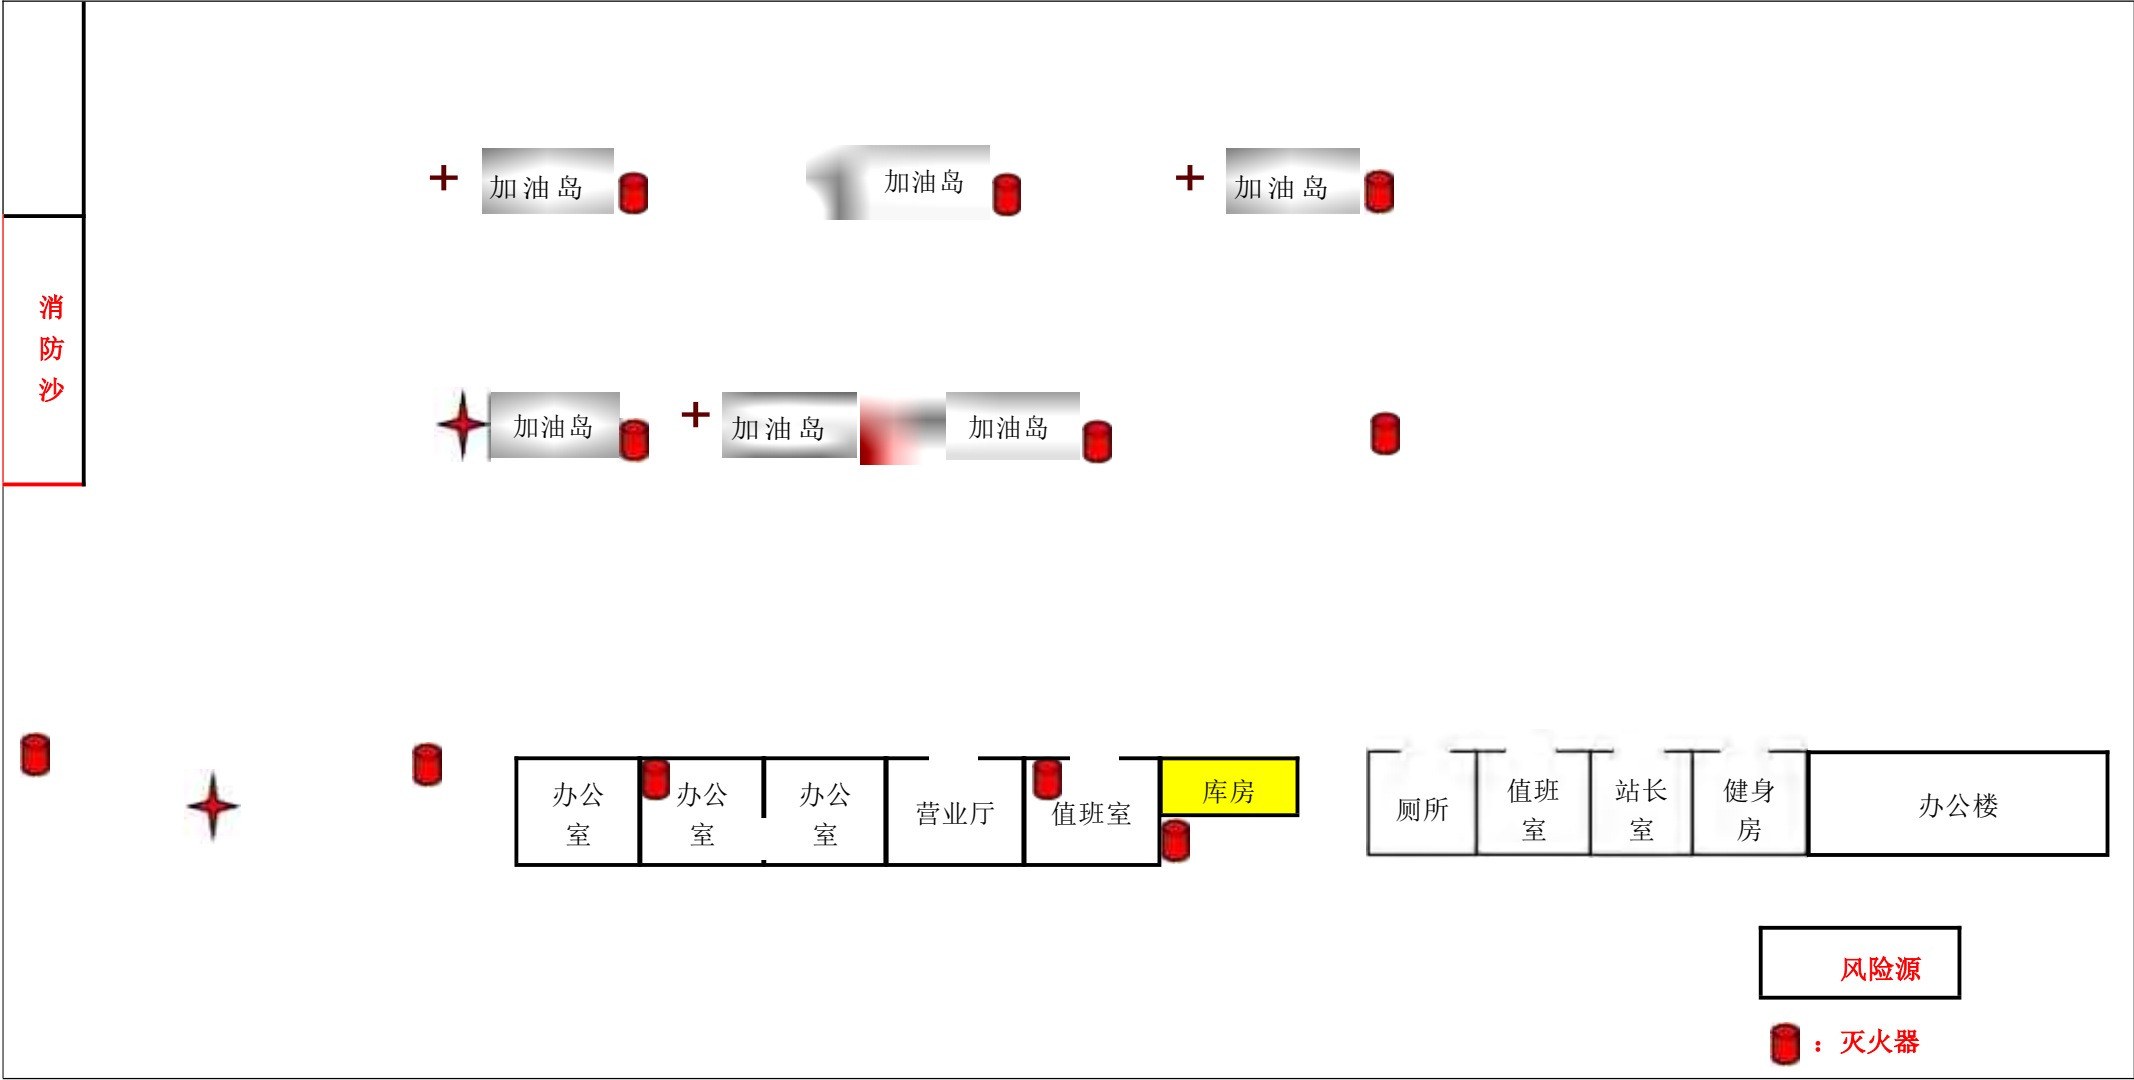 加油岛
加油岛
加油岛
消
防
沙
加油岛
加油岛
加油岛
办公
室
办公
室
办公
室
营业厅
值班室
库房
厕所
值班
室
站长
室
健身
房
办公楼
风险源
：灭火器